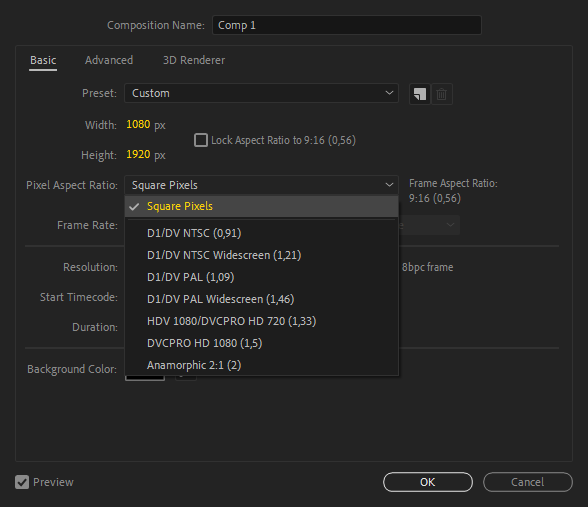 Composition Name: Comp 1
Basic Advanced 3D Renderer
Preset: Custom
Width: 1080 px
Lock Aspect Ratio to 9:16 (0,56)
Height: 1920 px
Pixel Aspect Ratio: Square Pixels
Frame Aspect Ratio:
9:16 (0,56)
Square Pixels
Frame Rate:
D1/DV NTSC (0,91)
D1/DV NTSC Widescreen (1,21)
Resolution:
8bpc frame
D1/DV PAL (1,09)
Start Timecode:
D1/DV PAL Widescreen (1,46)
HDV 1080/DVCPRO HD 720 (1,33)
Duration:
DVCPRO HD 1080 (1,5)
Anamorphic 2:1 (2)
Background Color:
Preview OK Cancel